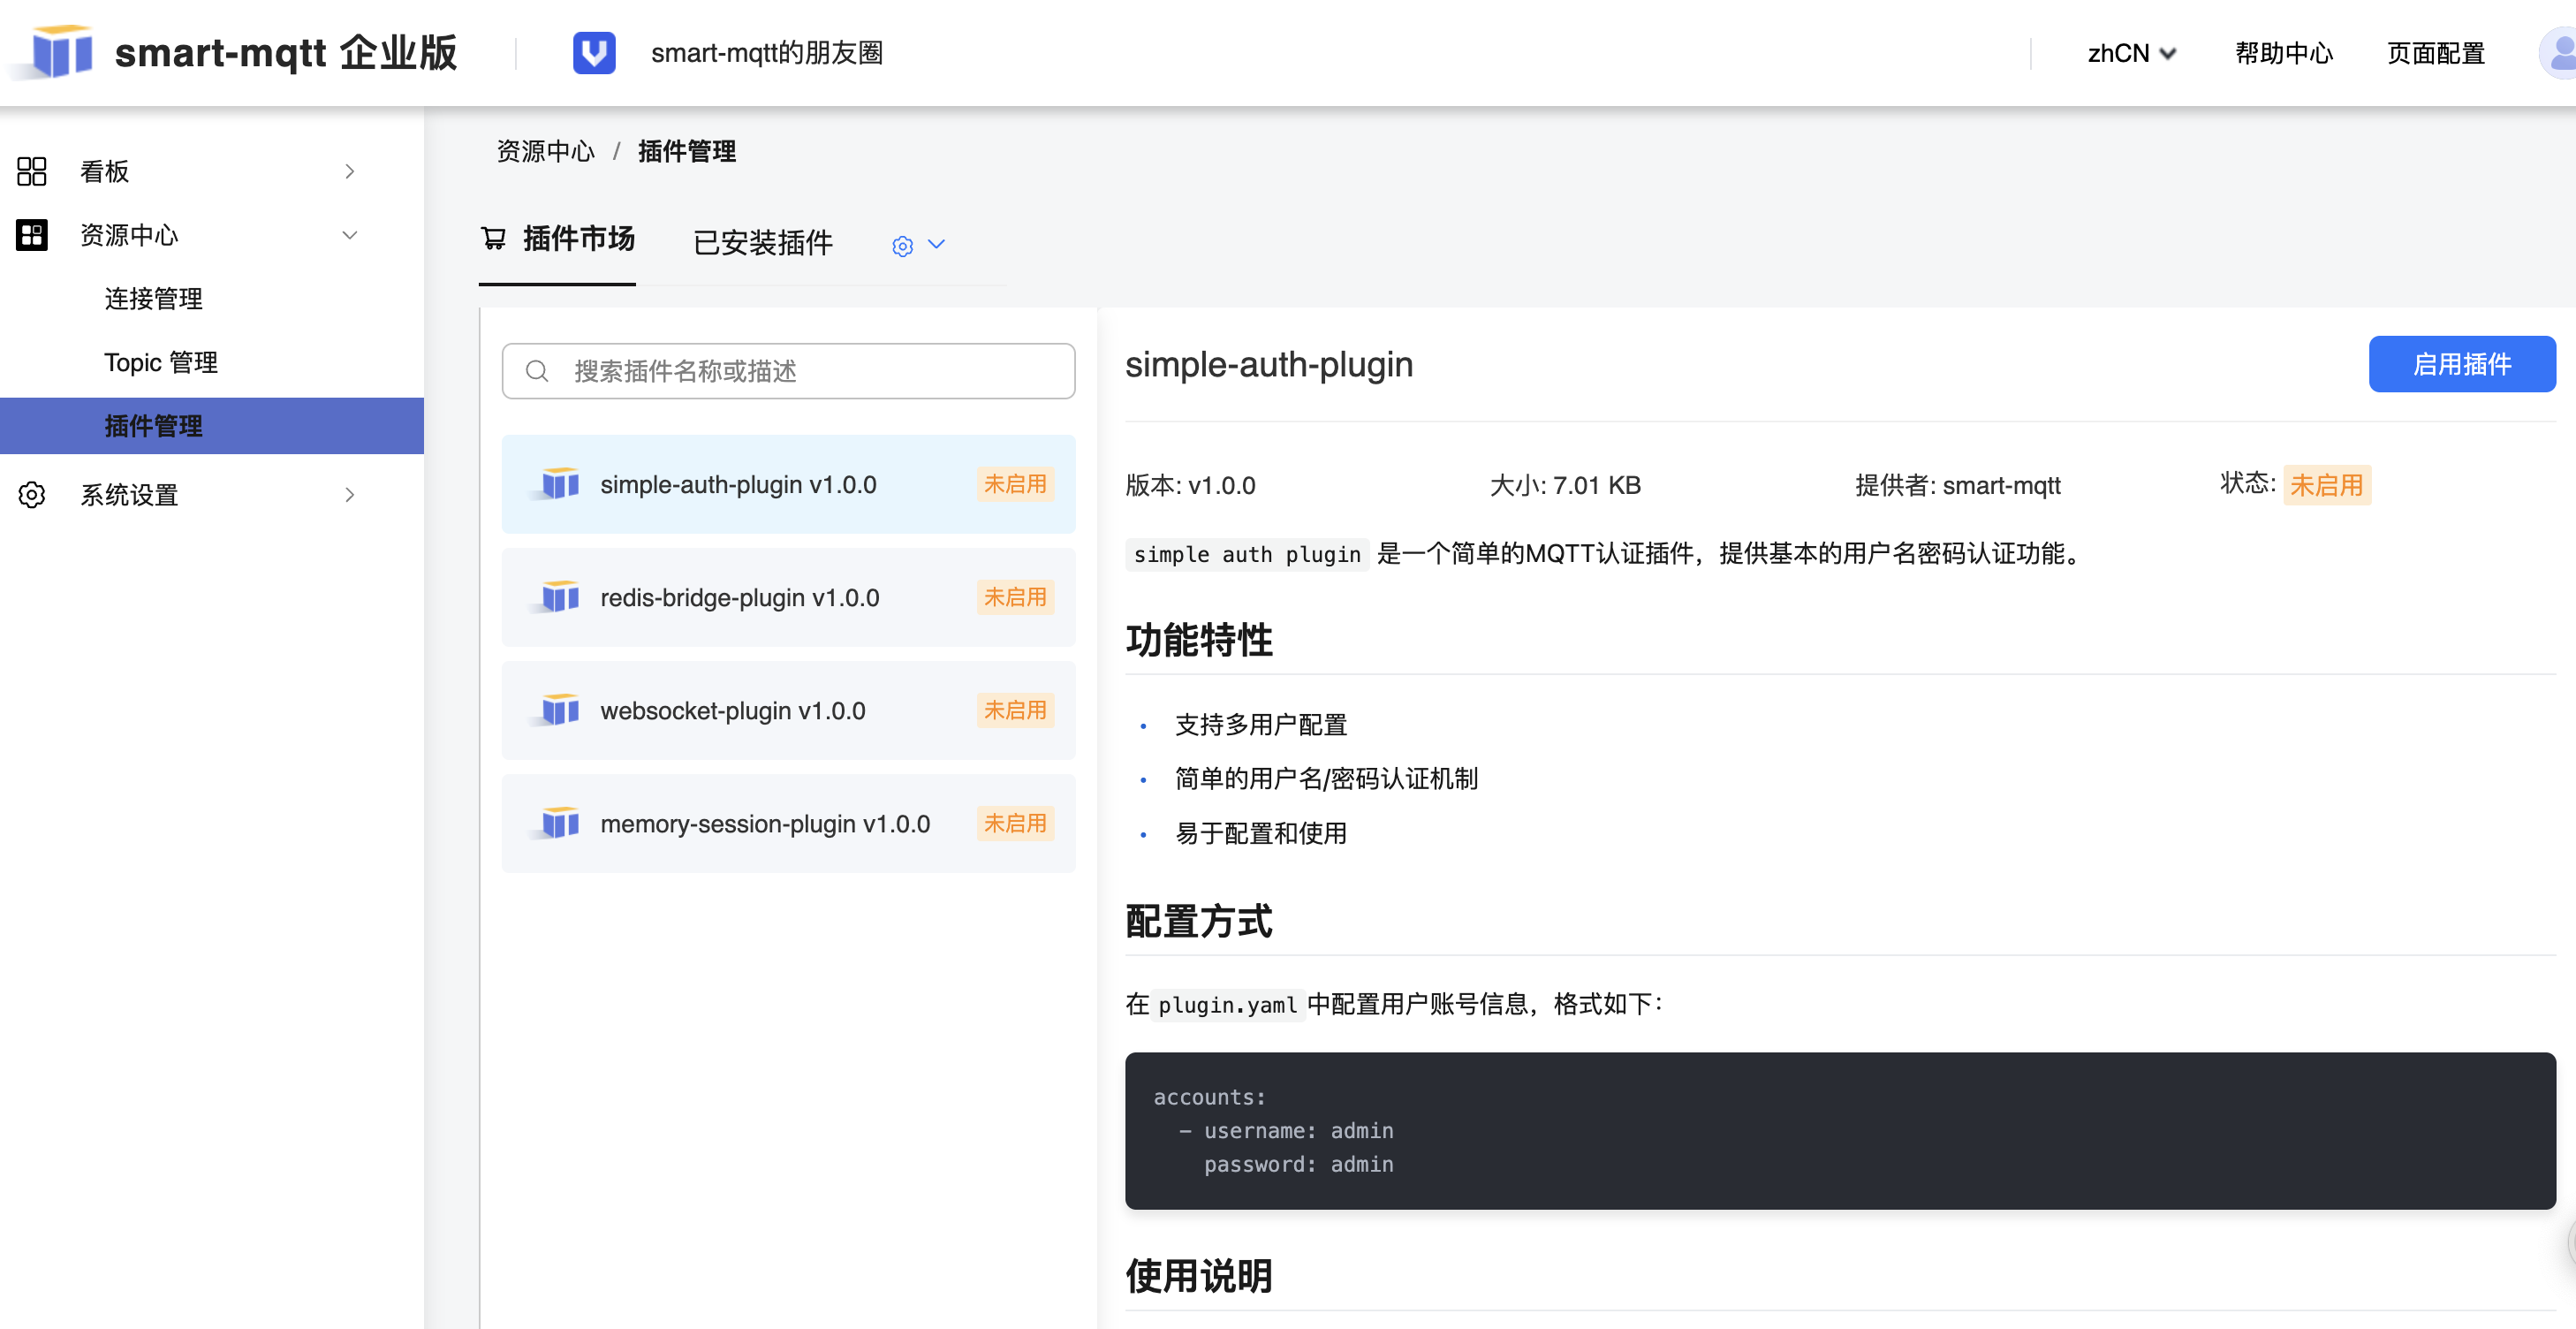 smart-mqtt 企业版
smart-mqtt的朋友圈
zhCN
帮助中心
页面配置
看板
资源中心
连接管理
Topic 管理
插件管理
系统设置
资源中心 / 插件管理
插件市场
已安装插件
搜索插件名称或描述
simple-auth-plugin v1.0.0 未启用
redis-bridge-plugin v1.0.0 未启用
websocket-plugin v1.0.0 未启用
memory-session-plugin v1.0.0 未启用
simple-auth-plugin
启用插件
版本: v1.0.0
大小: 7.01 KB
提供者: smart-mqtt
状态: 未启用
simple auth plugin 是一个简单的MQTT认证插件，提供基本的用户名密码认证功能。
功能特性
• 支持多用户配置
• 简单的用户名/密码认证机制
• 易于配置和使用
配置方式
在 plugin.yaml 中配置用户账号信息，格式如下：
accounts:
- username: admin
password: admin
使用说明